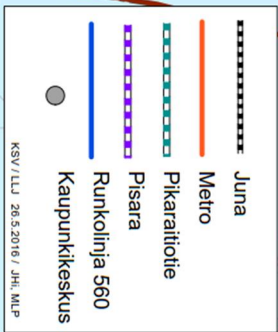 Juna
Metro
Pikaraitiotie
Pisara
Runkolinja 560
Kaupunkikeskus
KSV / LLJ 26.5.2016 / JHi, MLP